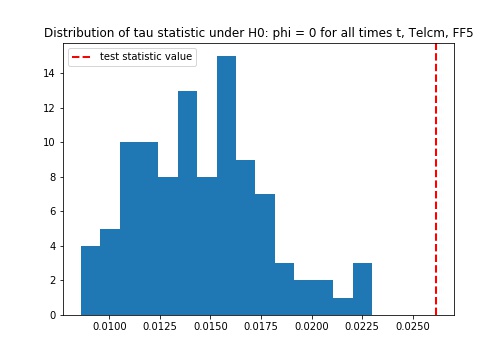 Distribution of tau statistic under H0: phi = 0 for all times t, Telcm, FF5
test statistic value
14
12
10
8
6
4
2
0
0.0100 0.0125 0.0150 0.0175 0.0200 0.0225 0.0250